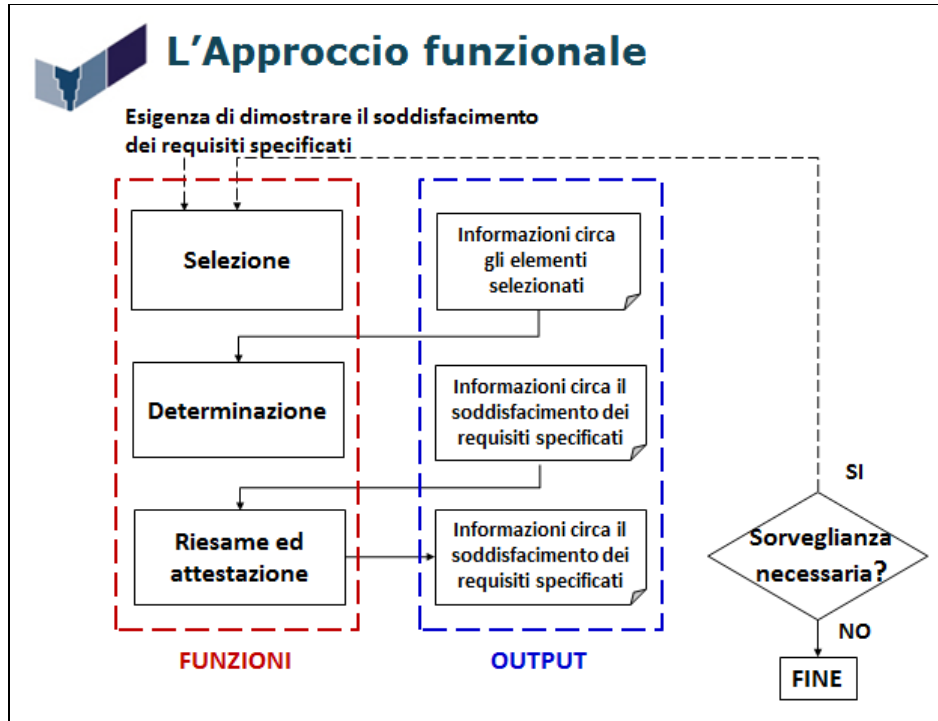 L'Approccio funzionale
Esigenza di dimostrare il soddisfacimento
dei requisiti specificati
Selezione
Informazioni circa
gli elementi
selezionati
Determinazione
Informazioni circa il
soddisfacimento dei
requisiti specificati
Riesame ed
attestazione
Informazioni circa il
soddisfacimento dei
requisiti specificati
SI
Sorveglianza
necessaria?
NO
FINE
FUNZIONI
OUTPUT